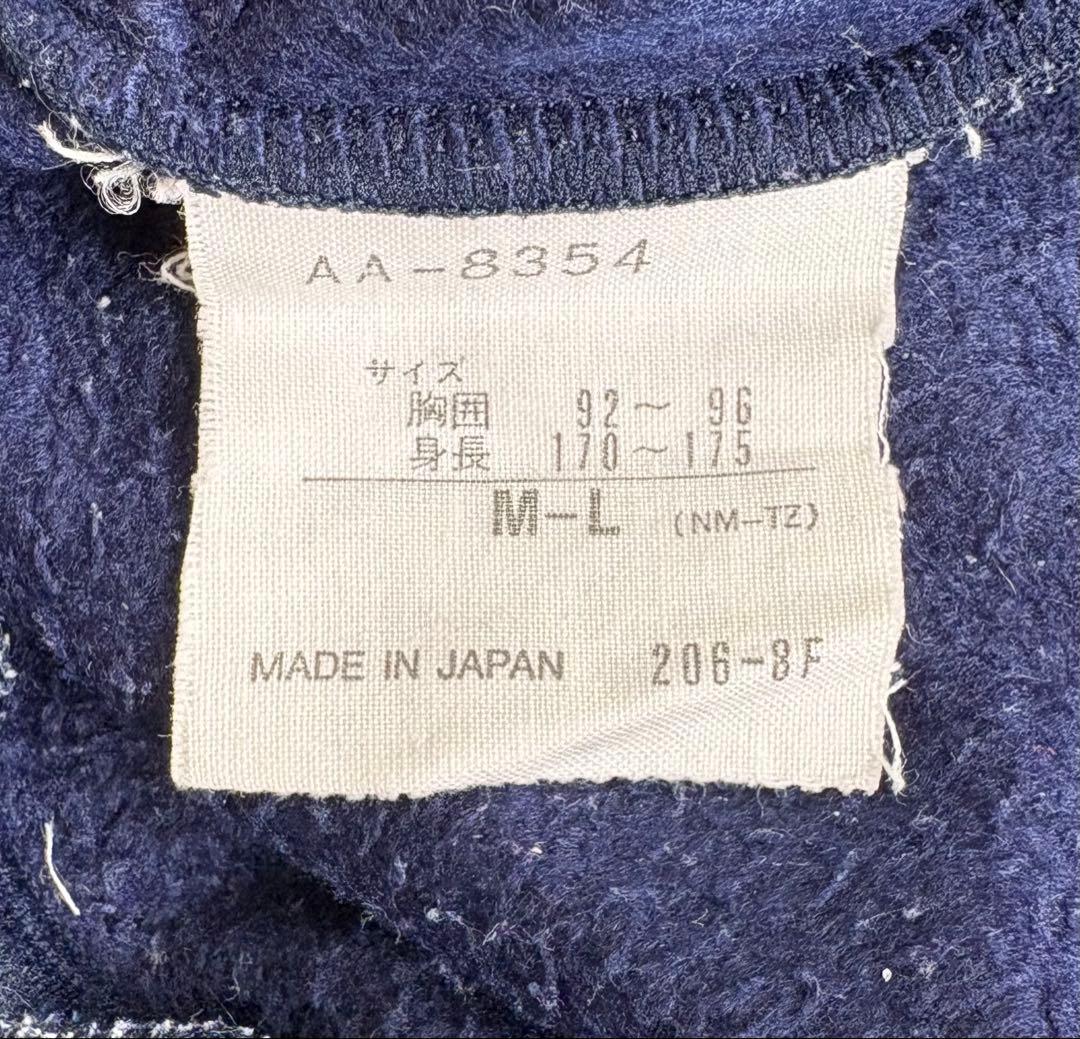 AA-8354
サイズ
胸囲 92～96
身長 170～175
M-L (NM-TZ)
MADE IN JAPAN 206-8F